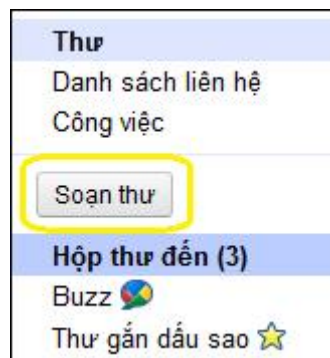 Thư
Danh sách liên hệ
Công việc
Soạn thư
Hộp thư đến (3)
Buzz
Thư gắn dấu sao